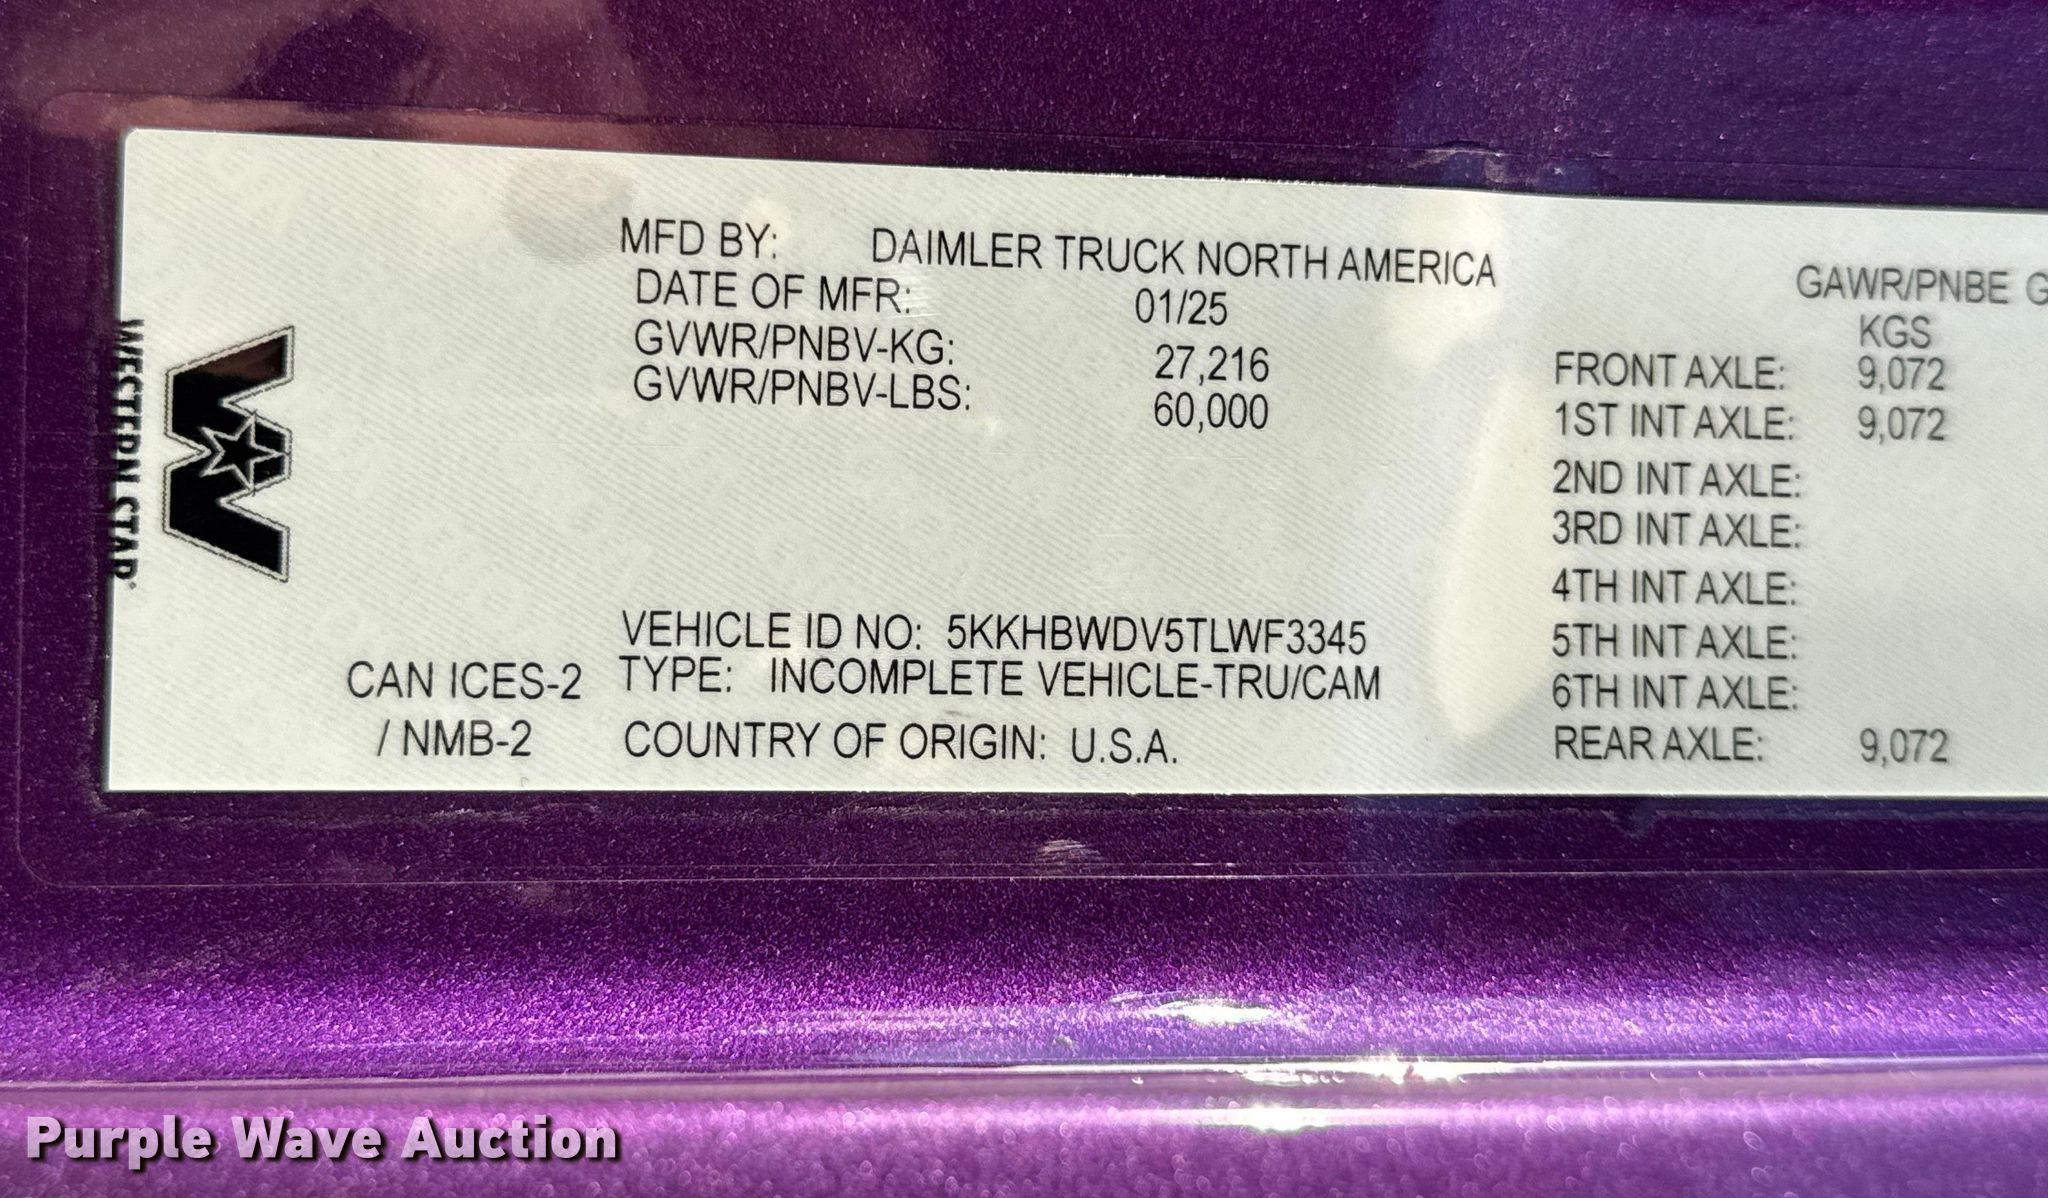 WESTERN STAR
MFD BY: DAIMLER TRUCK NORTH AMERICA
DATE OF MFR: 01/25
GVWR/PNBV-KG: 27,216
GVWR/PNBV-LBS: 60,000
VEHICLE ID NO: 5KKHBWDV5TLWF3345
TYPE: INCOMPLETE VEHICLE-TRU/CAM
COUNTRY OF ORIGIN: U.S.A.
CAN ICES-2
/ NMB-2
GAWR/PNBE G
KGS
FRONT AXLE: 9,072
1ST INT AXLE: 9,072
2ND INT AXLE:
3RD INT AXLE:
4TH INT AXLE:
5TH INT AXLE:
6TH INT AXLE:
REAR AXLE: 9,072
Purple Wave Auction